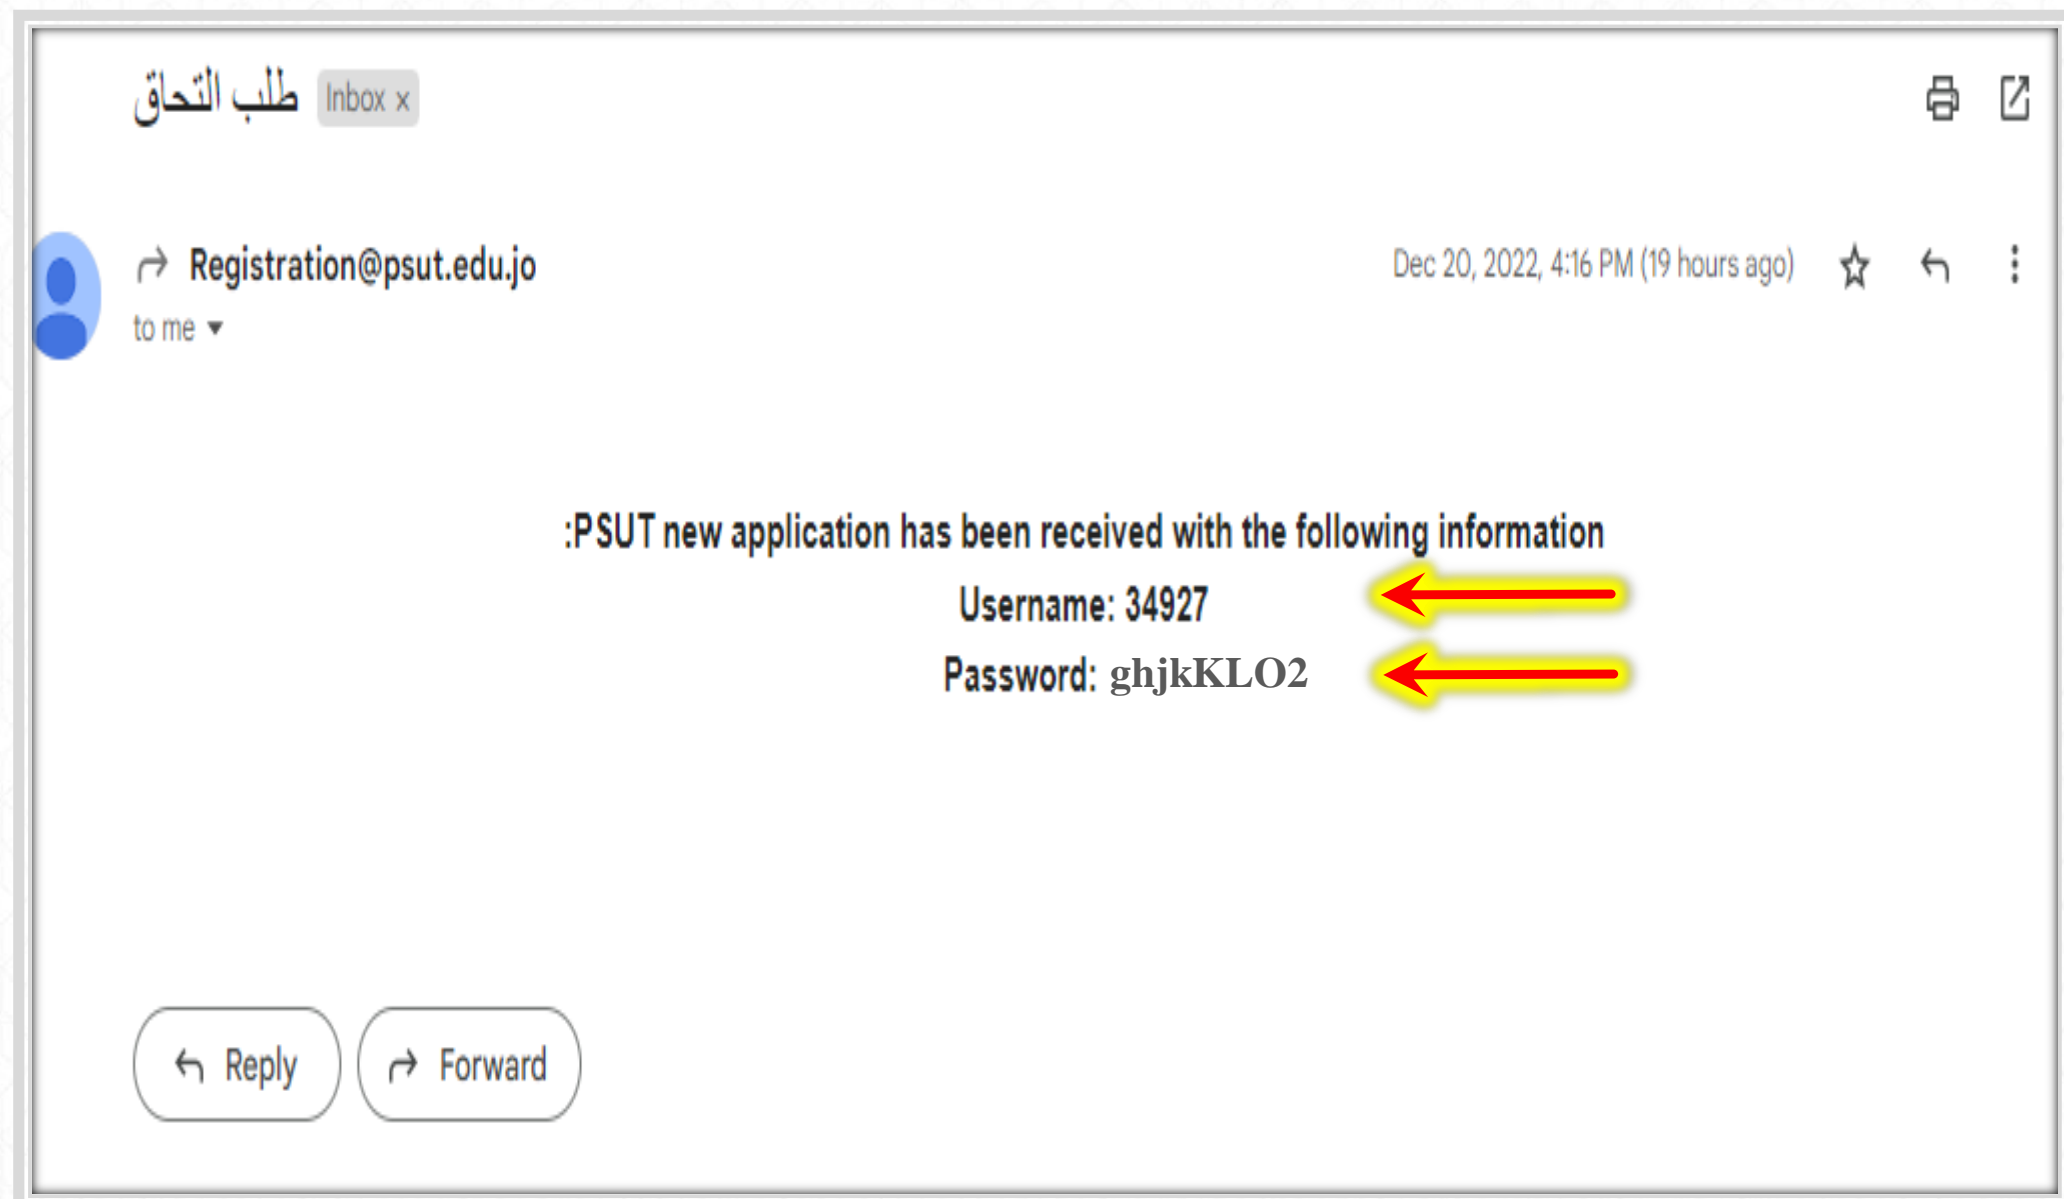 طلب التحاق Inbox ×
Registration@psut.edu.jo Dec 20, 2022, 4:16 PM (19 hours ago)
to me
:PSUT new application has been received with the following information
Username: 34927
Password: ghjkKLO2
Reply Forward